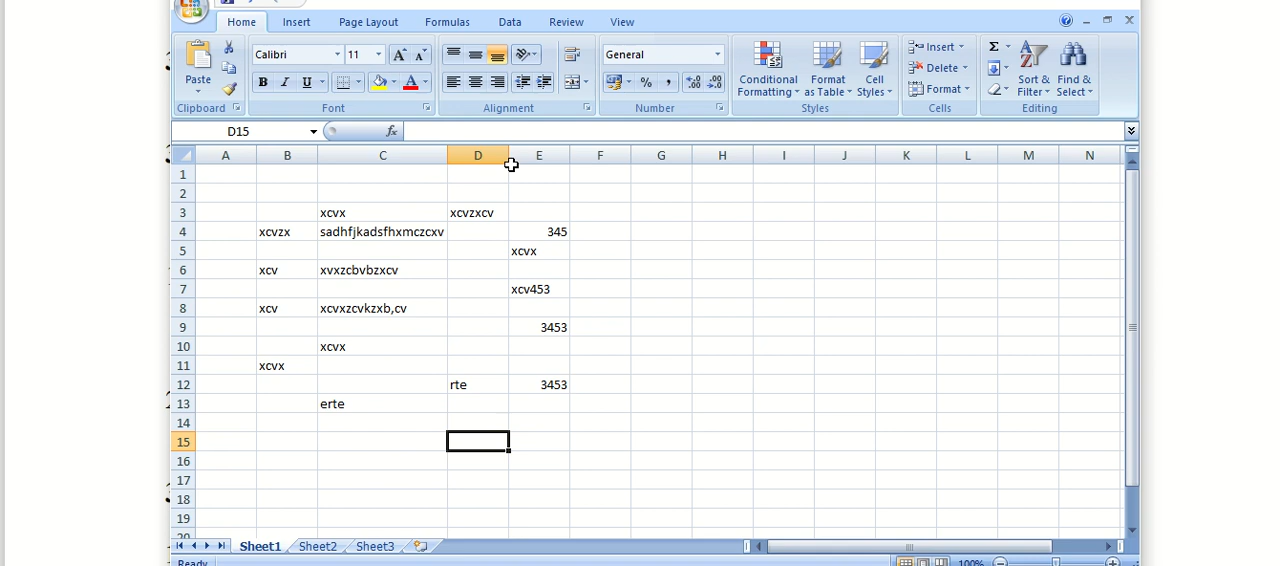 Home Insert Page Layout Formulas Data Review View
Calibri 11 General Insert
Paste Conditional Formatting Format as Table Cell Styles Delete Sort & Filter Find & Select
B I U % Format
Clipboard Font Alignment Number Styles Cells Editing
D15 fx
A B C D E F G H I J K L M N
1
2
3 xcvx xcvzxcv
4 xcvzx sadhfjkadsfhxmczcxv 345
5 xcvx
6 xcv xvxzcbvbzxcv
7 xcv453
8 xcv xcvxzcvkzxb,cv
9 3453
10 xcvx
11 xcvx
12 rte 3453
13 erte
14
15
16
17
18
19
20
Sheet1 Sheet2 Sheet3
Ready 100%